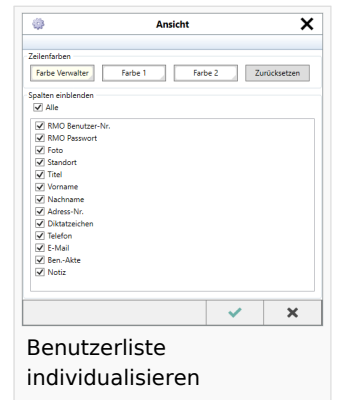 Ansicht
Zeilenfarben
Farbe Verwalter Farbe 1 Farbe 2 Zurücksetzen
Spalten einblenden
Alle
RMO Benutzer-Nr.
RMO Passwort
Foto
Standort
Titel
Vorname
Nachname
Adress-Nr.
Diktatzeichen
Telefon
E-Mail
Ben.-Akte
Notiz
Benutzerliste
individualisieren